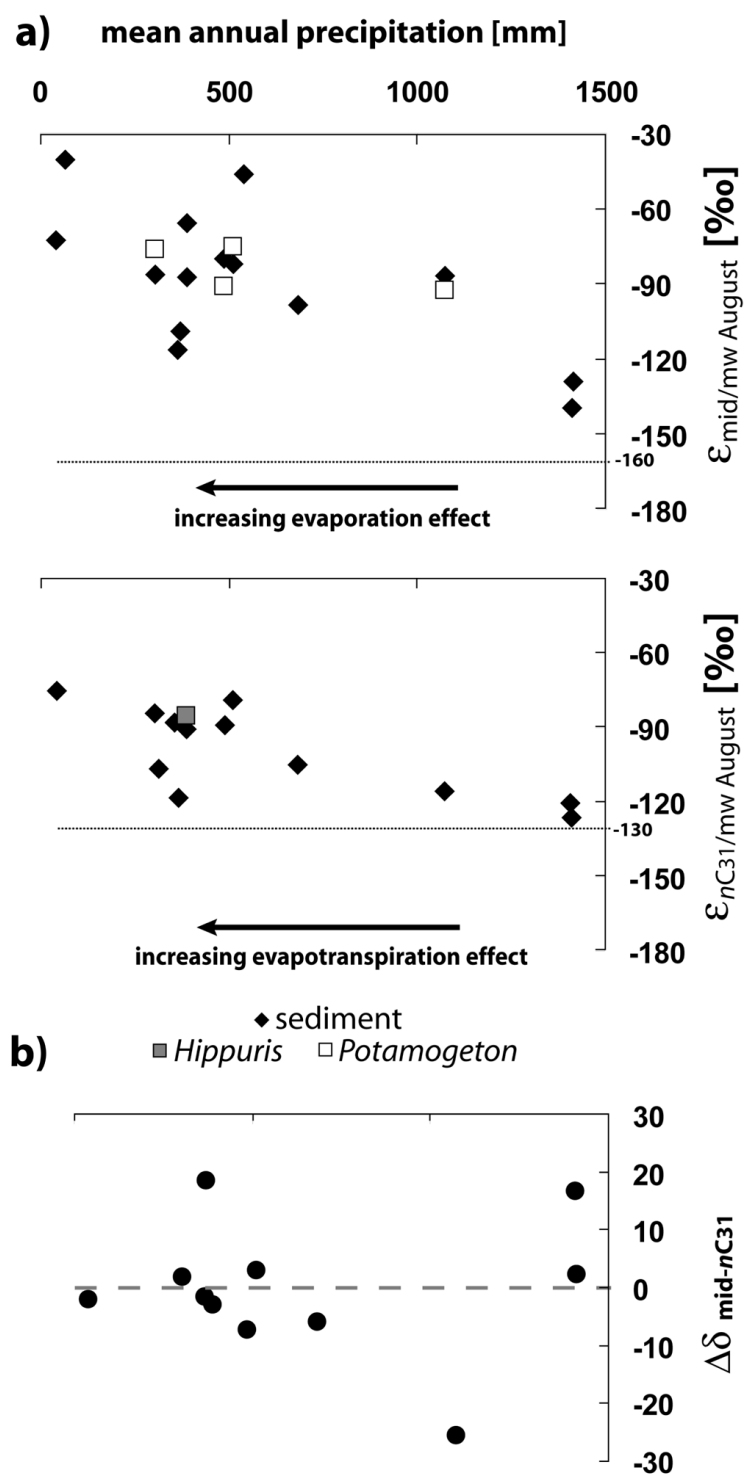 a) mean annual precipitation [mm]
0 500 1000 1500
-30
-60
-90
-120
-150
-160
-180
εmid/mw August [‰]
increasing evaporation effect
-30
-60
-90
-120
-130
-150
-180
εnC31/mw August [‰]
increasing evapotranspiration effect
sediment
b) Hippuris Potamogeton
30
20
10
0
-10
-20
-30
Δδ mid-nC31